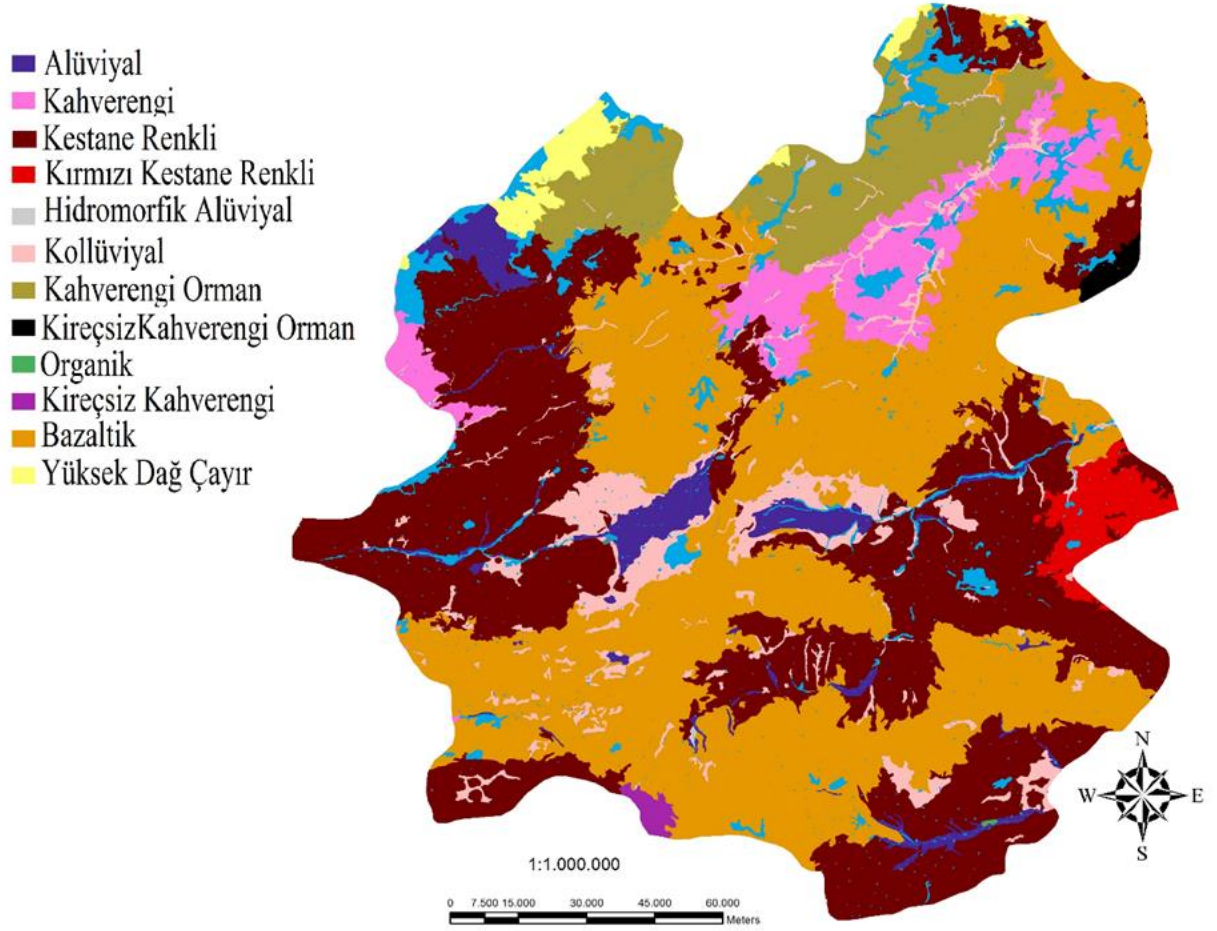 Alüviyal
Kahverengi
Kestane Renkli
Kırmızı Kestane Renkli
Hidromorfik Alüviyal
Kollüviyal
Kahverengi Orman
KireçsizKahverengi Orman
Organik
Kireçsiz Kahverengi
Bazaltik
Yüksek Dağ Çayır
N
W E
S
1:1.000.000
0 7.500 15.000 30.000 45.000 60.000
Meters